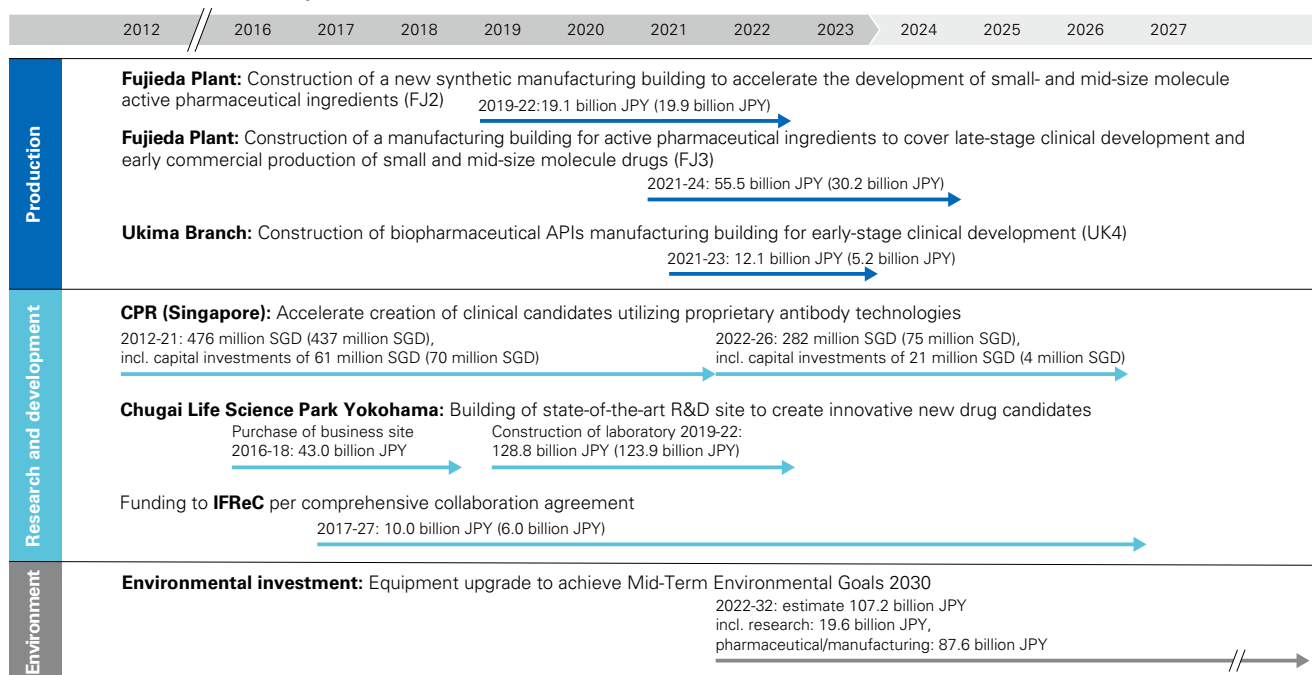 2012 2016 2017 2018 2019 2020 2021 2022 2023 2024 2025 2026 2027
Production
Fujieda Plant: Construction of a new synthetic manufacturing building to accelerate the development of small- and mid-size molecule
active pharmaceutical ingredients (FJ2)
2019-22:19.1 billion JPY (19.9 billion JPY)
Fujieda Plant: Construction of a manufacturing building for active pharmaceutical ingredients to cover late-stage clinical development and
early commercial production of small and mid-size molecule drugs (FJ3)
2021-24: 55.5 billion JPY (30.2 billion JPY)
Ukima Branch: Construction of biopharmaceutical APIs manufacturing building for early-stage clinical development (UK4)
2021-23: 12.1 billion JPY (5.2 billion JPY)
Research and development
CPR (Singapore): Accelerate creation of clinical candidates utilizing proprietary antibody technologies
2012-21: 476 million SGD (437 million SGD),
incl. capital investments of 61 million SGD (70 million SGD)
2022-26: 282 million SGD (75 million SGD),
incl. capital investments of 21 million SGD (4 million SGD)
Chugai Life Science Park Yokohama: Building of state-of-the-art R&D site to create innovative new drug candidates
Purchase of business site
2016-18: 43.0 billion JPY
Construction of laboratory 2019-22:
128.8 billion JPY (123.9 billion JPY)
Funding to IFReC per comprehensive collaboration agreement
2017-27: 10.0 billion JPY (6.0 billion JPY)
Environment
Environmental investment: Equipment upgrade to achieve Mid-Term Environmental Goals 2030
2022-32: estimate 107.2 billion JPY
incl. research: 19.6 billion JPY,
pharmaceutical/manufacturing: 87.6 billion JPY